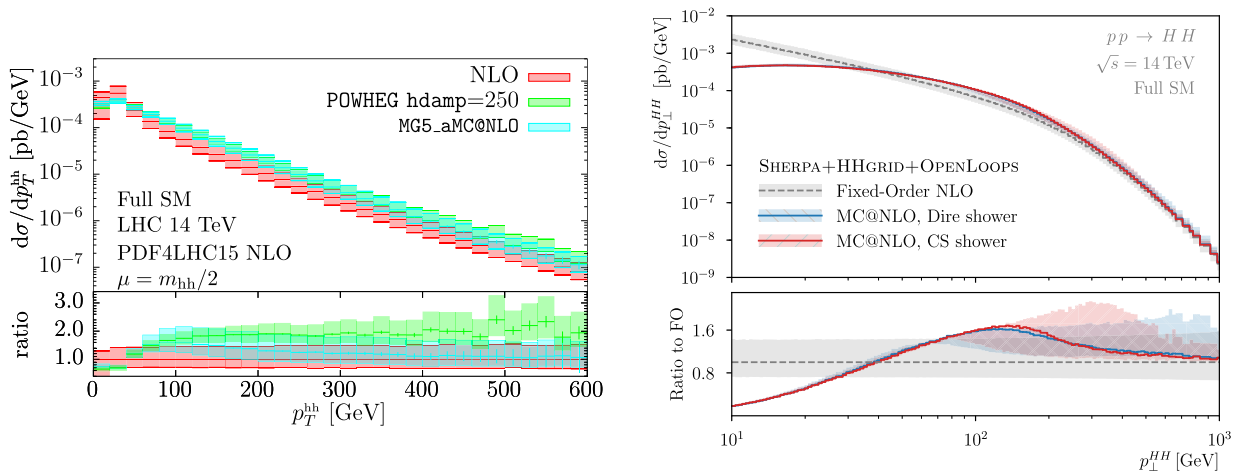 dσ/dp_T^hh [pb/GeV]
10^−3
10^−4
10^−5
10^−6
10^−7
NLO
POWHEG hdamp=250
MG5_aMC@NLO
Full SM
LHC 14 TeV
PDF4LHC15 NLO
μ = m_hh/2
ratio
3.0
2.0
1.0
0 100 200 300 400 500 600
p_T^hh [GeV]
dσ/dp_⊥^HH [pb/GeV]
10^−2
10^−3
10^−4
10^−5
10^−6
10^−7
10^−8
10^−9
p p → H H
√s = 14 TeV
Full SM
SHERPA+HHGRID+OPENLOOPS
Fixed-Order NLO
MC@NLO, Dire shower
MC@NLO, CS shower
Ratio to FO
1.6
0.8
10^1 10^2 10^3
p_⊥^HH [GeV]